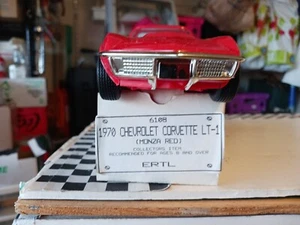 6108
1970 CHEVROLET CORVETTE LT-1
(MONZA RED)
COLLECTORS ITEM
RECOMMENDED FOR AGES 8 AND OVER
ERTL